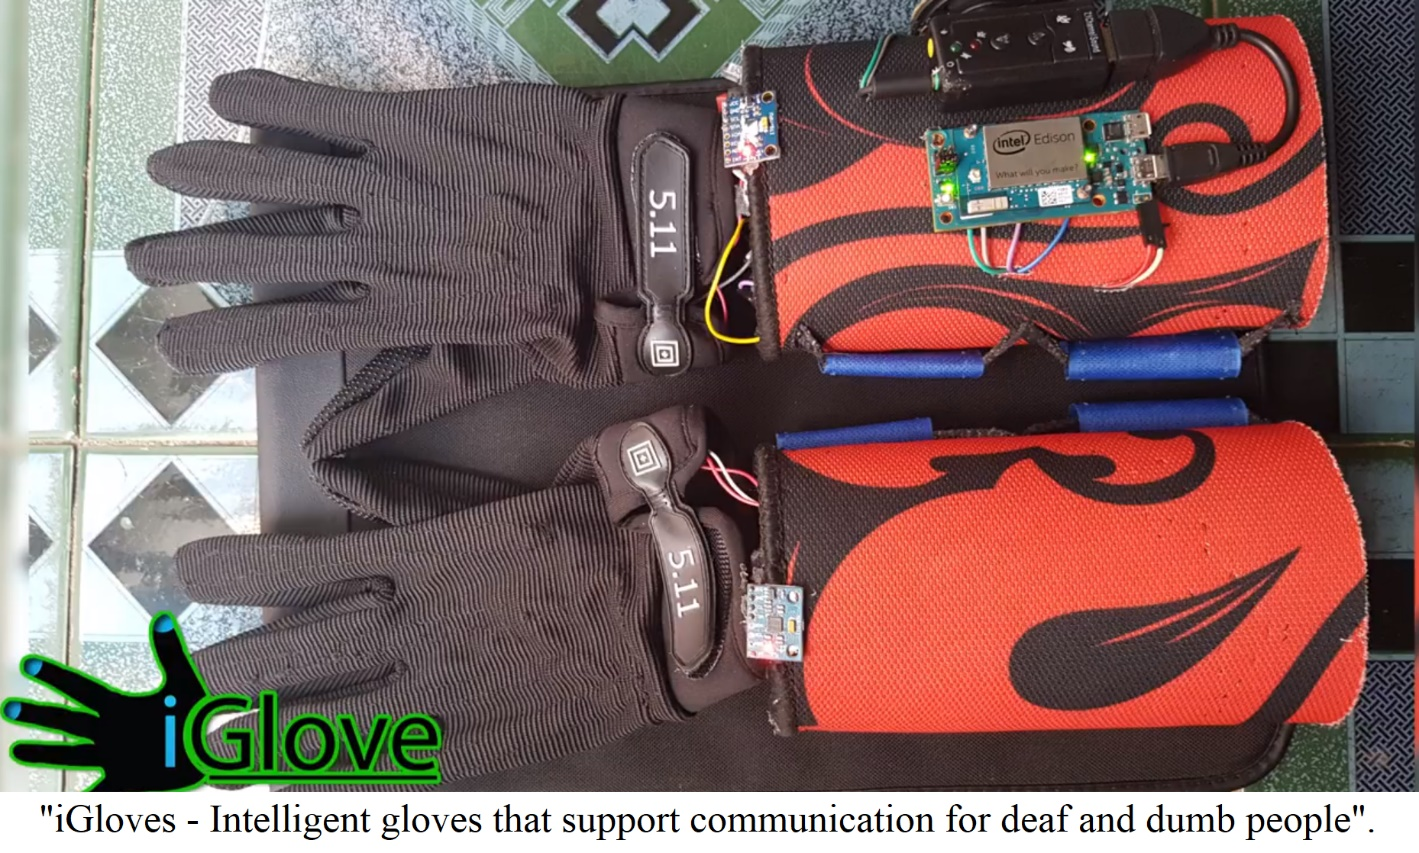 intel Edison
What will you make?
5.11
5.11
iGlove
"iGloves - Intelligent gloves that support communication for deaf and dumb people".